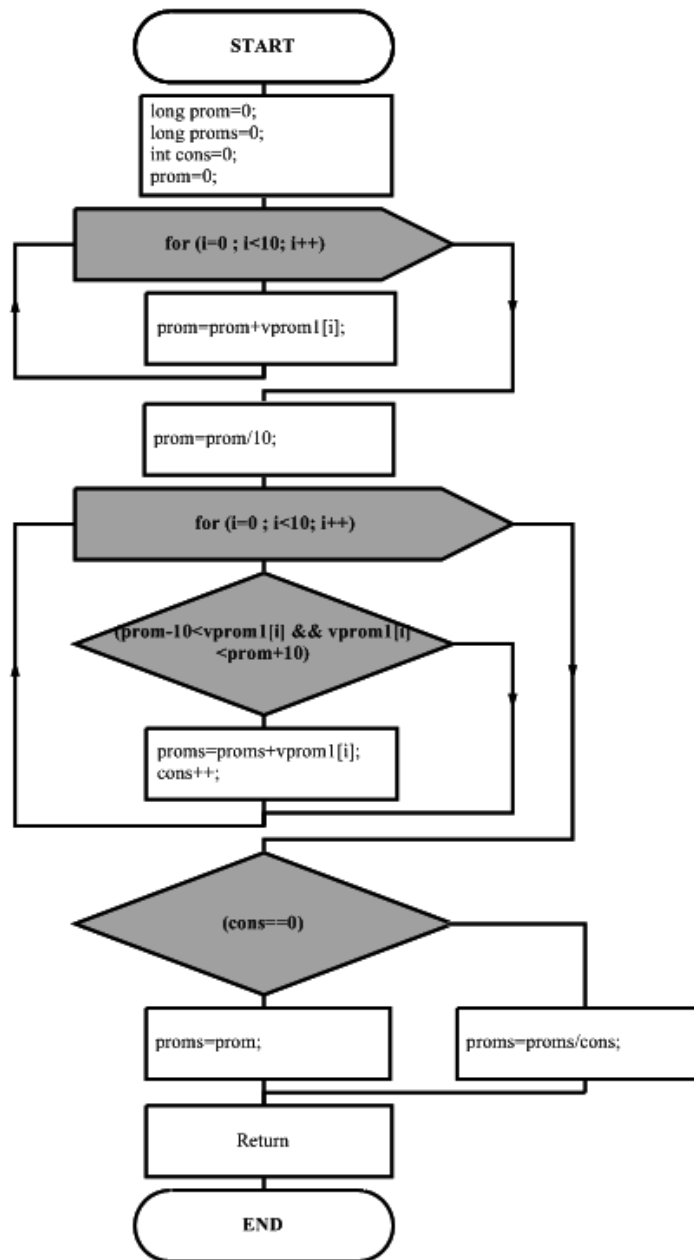 START
long prom=0;
long proms=0;
int cons=0;
prom=0;
for (i=0 ; i<10; i++)
prom=prom+vprom1[i];
prom=prom/10;
for (i=0 ; i<10; i++)
(prom-10<vprom1[i] && vprom1[i]
<prom+10)
proms=proms+vprom1[i];
cons++;
(cons==0)
proms=prom;
proms=proms/cons;
Return
END